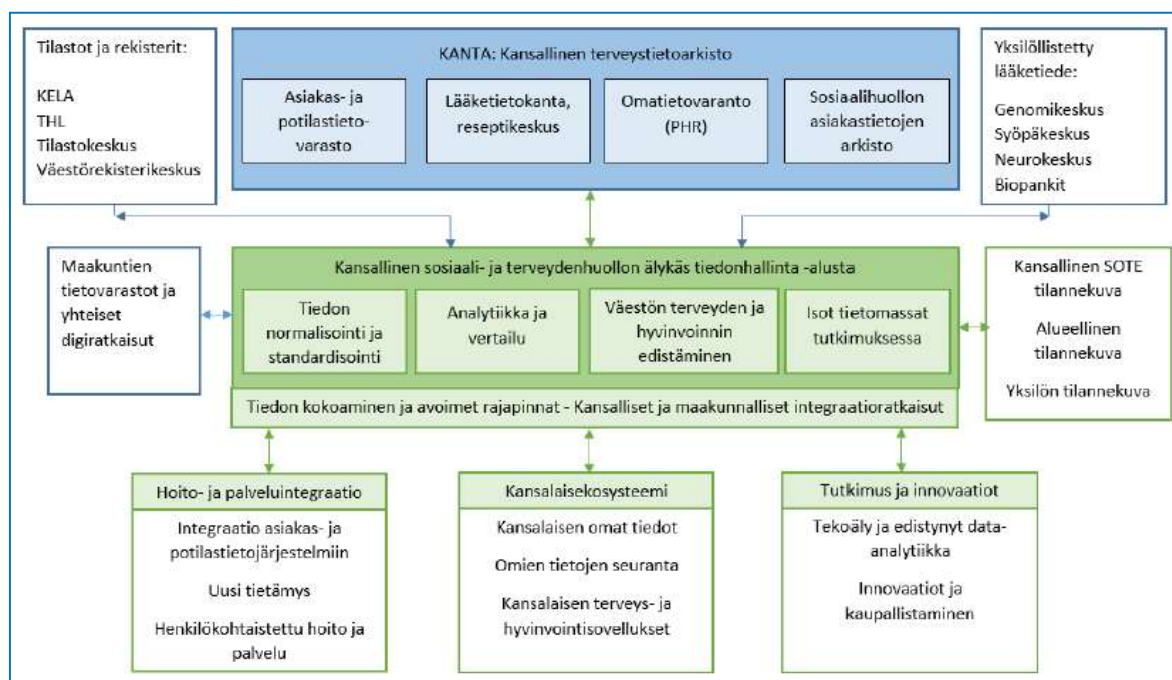 Tilastot ja rekisterit:
KELA
THL
Tilastokeskus
Väestörekisterikeskus
KANTA: Kansallinen terveystietoarkisto
Asiakas- ja
potilastieto-
varasto
Lääketietokanta,
reseptikeskus
Omatietovaranto
(PHR)
Sosiaalihuollon
asiakastietojen
arkisto
Yksilöllistetty
lääketiede:
Genomikeskus
Syöpäkeskus
Neurokeskus
Biopankit
Maakuntien
tietovarastot ja
yhteiset
digiratkaisut
Kansallinen sosiaali- ja terveydenhuollon älykäs tiedonhallinta -alusta
Tiedon
normalisointi ja
standardisointi
Analytiikka ja
vertailu
Väestön terveyden ja
hyvinvoinnin
edistäminen
Isot tietomassat
tutkimuksessa
Tiedon kokoaminen ja avoimet rajapinnat - Kansalliset ja maakunnalliset integraatioratkaisut
Kansallinen SOTE
tilannekuva
Alueellinen
tilannekuva
Yksilön tilannekuva
Hoito- ja palveluintegraatio
Integraatio asiakas- ja
potilastietojärjestelmiin
Uusi tietämys
Henkilökohtaistettu hoito ja
palvelu
Kansalaisekosysteemi
Kansalaisen omat tiedot
Omien tietojen seuranta
Kansalaisen terveys- ja
hyvinvointisovellukset
Tutkimus ja innovaatiot
Tekoäly ja edistynyt data-
analytiikka
Innovaatiot ja
kaupallistaminen